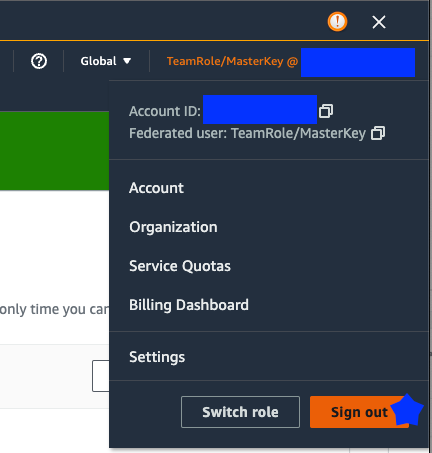 Global
TeamRole/MasterKey @
Account ID:
Federated user: TeamRole/MasterKey
Account
Organization
only time you can
Service Quotas
Billing Dashboard
Settings
Switch role
Sign out